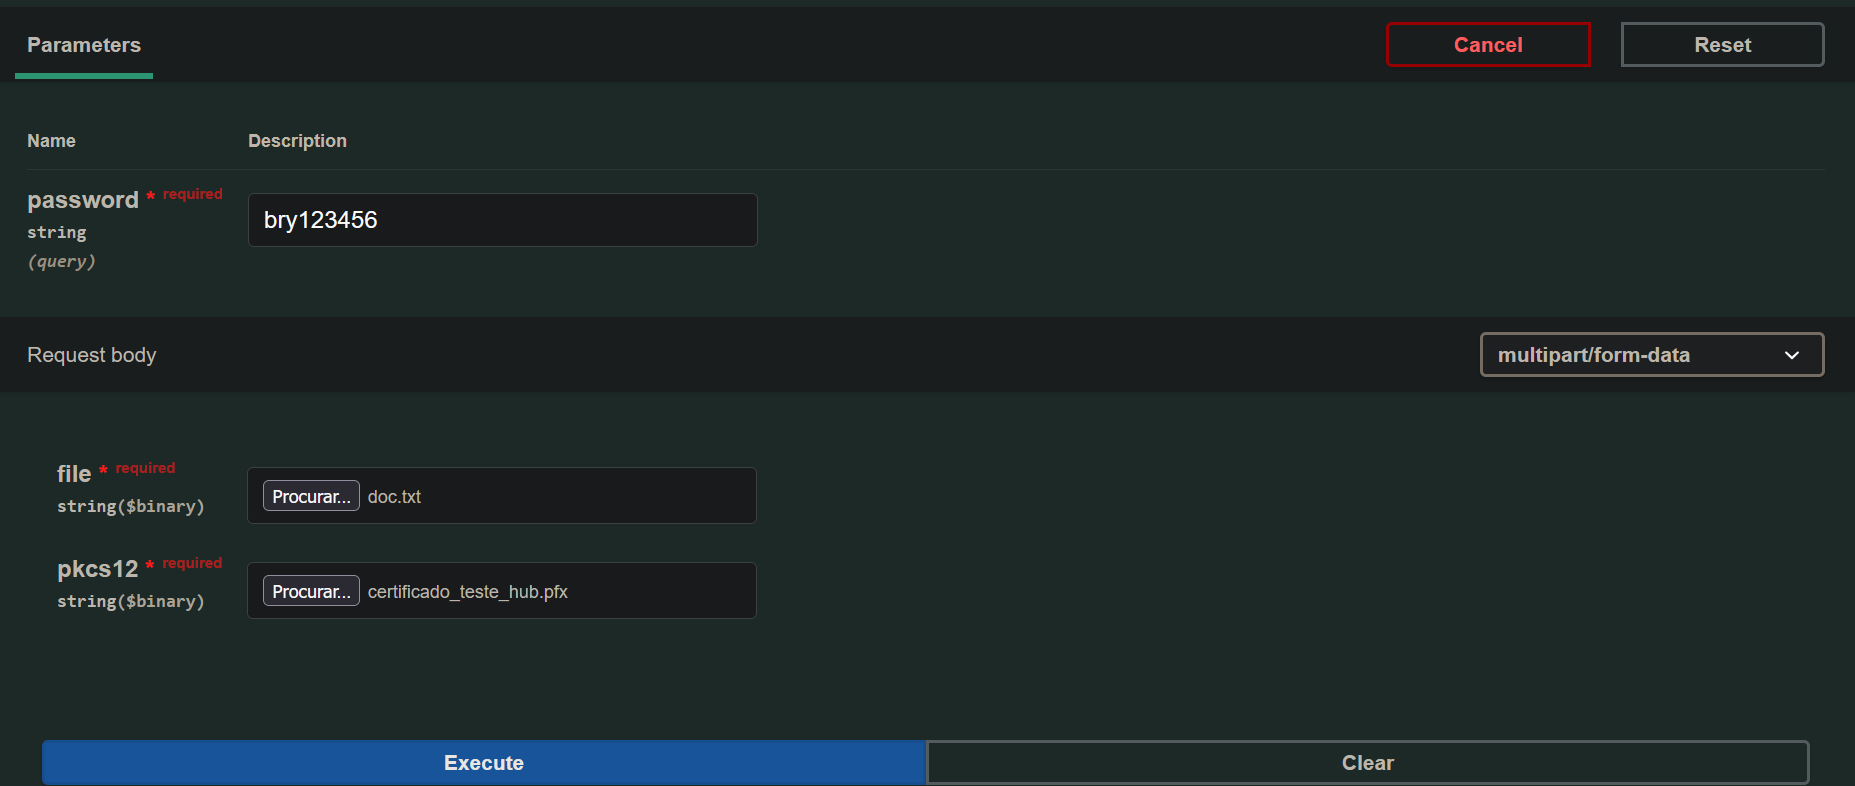 Parameters
Cancel
Reset
Name
Description
password * required
string
(query)
bry123456
Request body
multipart/form-data
file * required
string($binary)
Procurar... doc.txt
pkcs12 * required
string($binary)
Procurar... certificado_teste_hub.pfx
Execute
Clear